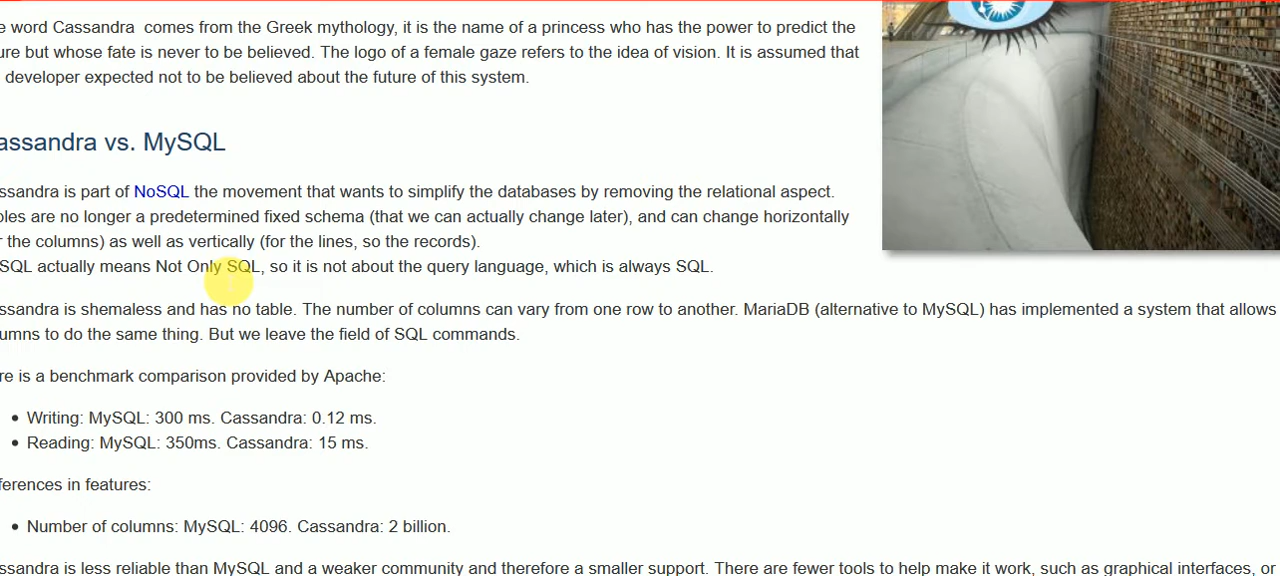 e word Cassandra comes from the Greek mythology, it is the name of a princess who has the power to predict the
ure but whose fate is never to be believed. The logo of a female gaze refers to the idea of vision. It is assumed that
developer expected not to be believed about the future of this system.
assandra vs. MySQL
ssandra is part of NoSQL the movement that wants to simplify the databases by removing the relational aspect.
bles are no longer a predetermined fixed schema (that we can actually change later), and can change horizontally
r the columns) as well as vertically (for the lines, so the records).
SQL actually means Not Only SQL, so it is not about the query language, which is always SQL.
ssandra is shemaless and has no table. The number of columns can vary from one row to another. MariaDB (alternative to MySQL) has implemented a system that allows
umns to do the same thing. But we leave the field of SQL commands.
re is a benchmark comparison provided by Apache:
• Writing: MySQL: 300 ms. Cassandra: 0.12 ms.
• Reading: MySQL: 350ms. Cassandra: 15 ms.
ferences in features:
• Number of columns: MySQL: 4096. Cassandra: 2 billion.
ssandra is less reliable than MySQL and a weaker community and therefore a smaller support. There are fewer tools to help make it work, such as graphical interfaces, or